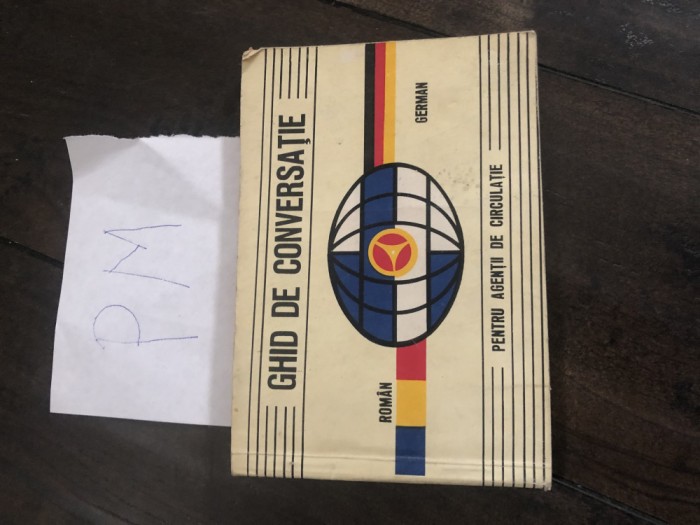 PM
GHID DE CONVERSAȚIE
ROMÂN
GERMAN
PENTRU AGENȚII DE CIRCULAȚIE